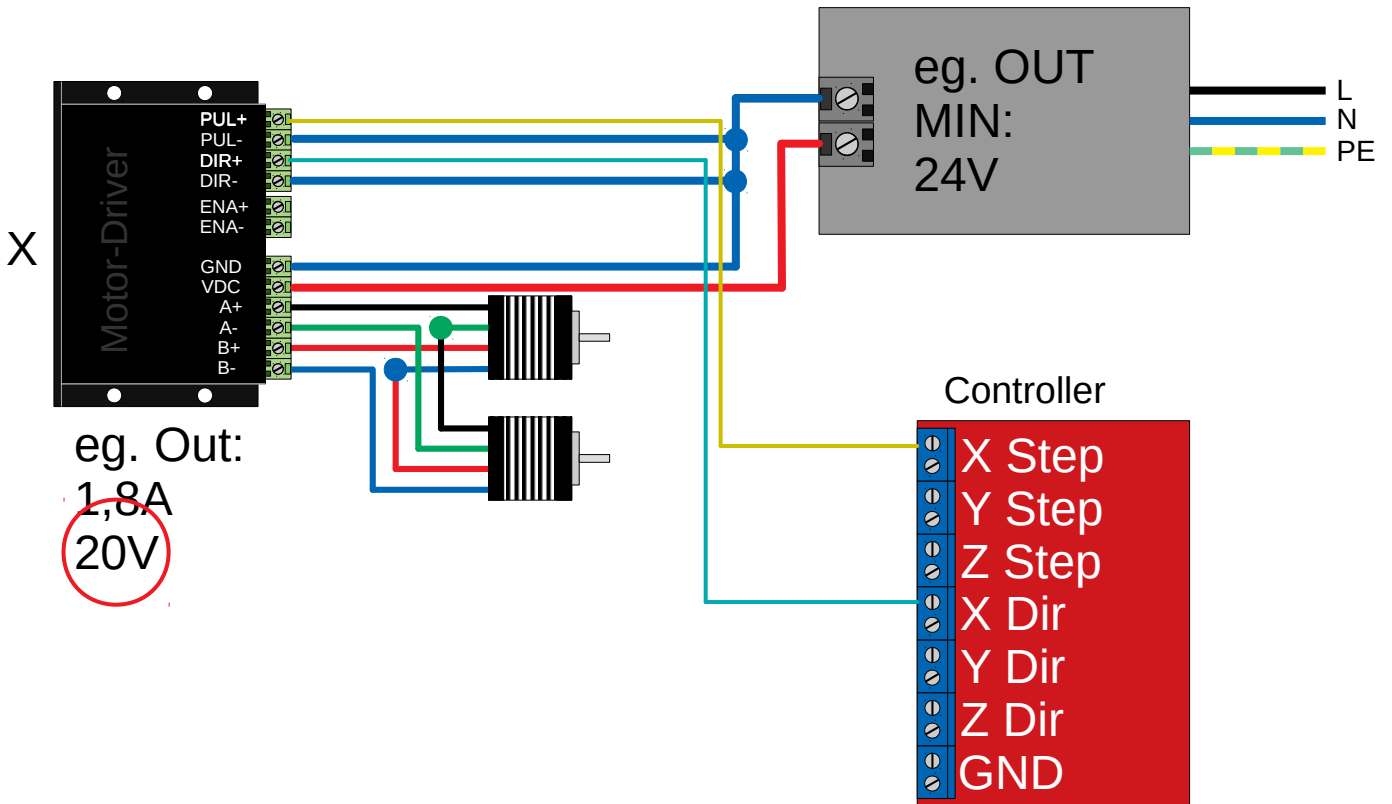 X
Motor-Driver
PUL+
PUL-
DIR+
DIR-
ENA+
ENA-
GND
VDC
A+
A-
B+
B-
eg. Out:
1,8A
20V
eg. OUT
MIN:
24V
L
N
PE
Controller
X Step
Y Step
Z Step
X Dir
Y Dir
Z Dir
GND